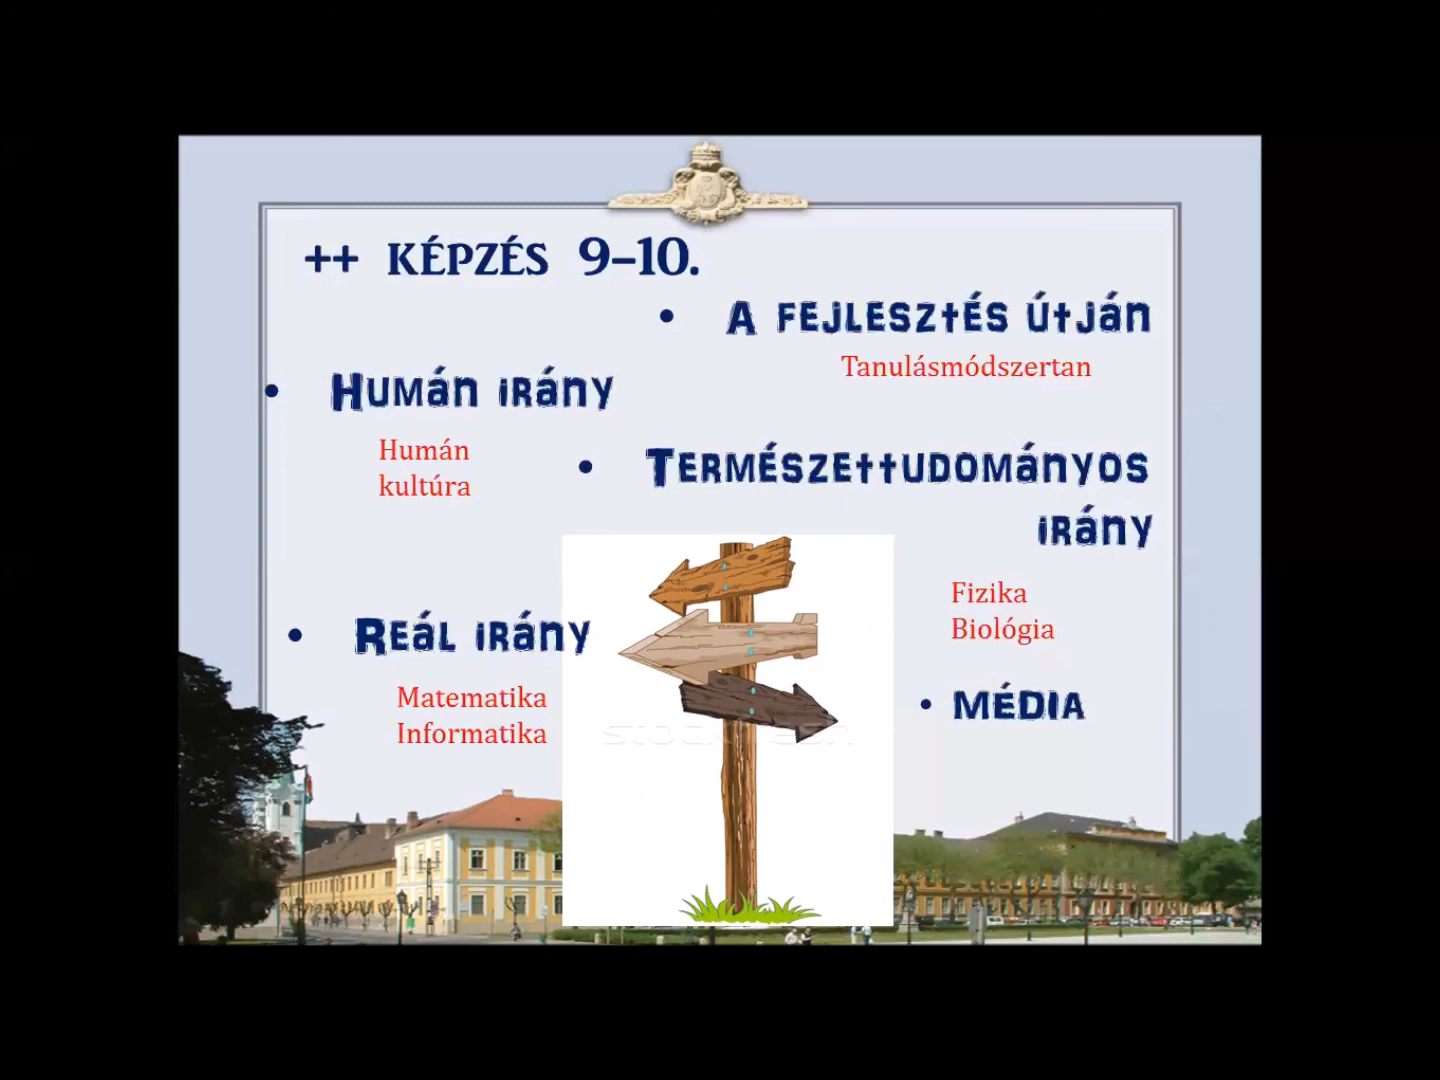 ++ KÉPZÉS 9–10.
• A FEJLESZTÉS ÚTJÁN
Tanulásmódszertan
• HUMÁN IRÁNY
Humán
kultúra
• TERMÉSZETTUDOMÁNYOS
IRÁNY
Fizika
Biológia
• REÁL IRÁNY
Matematika
Informatika
• MÉDIA